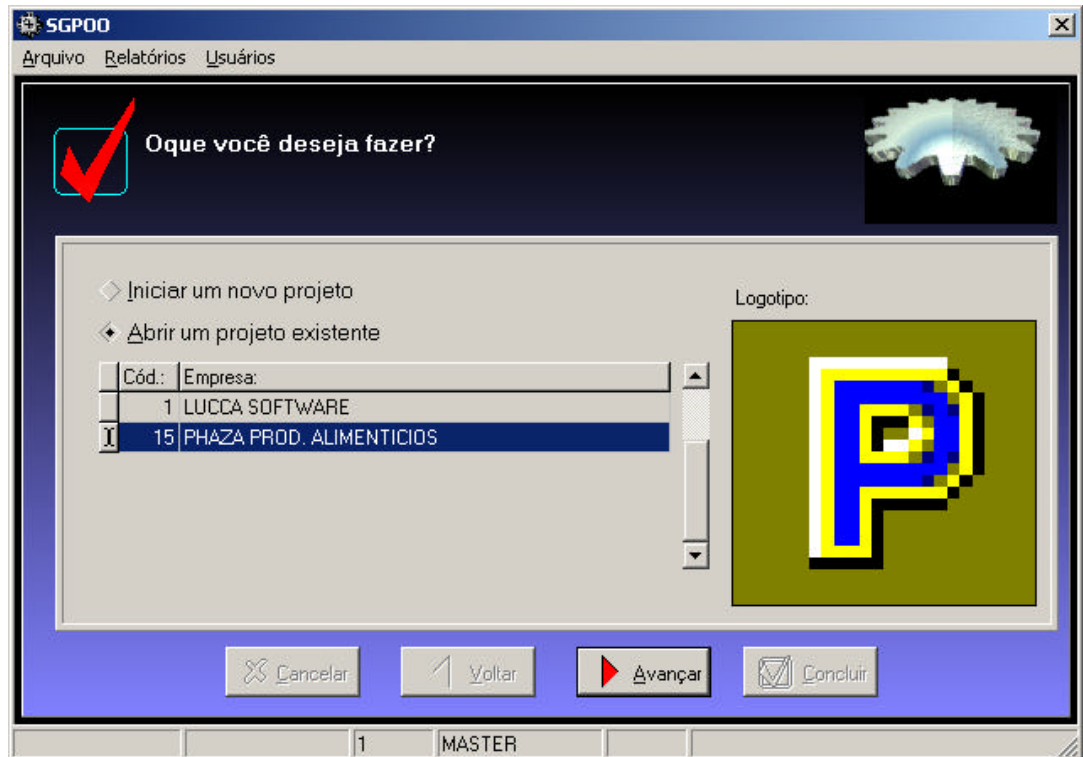 SGPOO
Arquivo Relatórios Usuários
Oque você deseja fazer?
Iniciar um novo projeto
Abrir um projeto existente
Logotipo:
Cód.: Empresa:
1 LUCCA SOFTWARE
15 PHAZA PROD. ALIMENTICIOS
P
Cancelar Voltar Avançar Concluir
1 MASTER